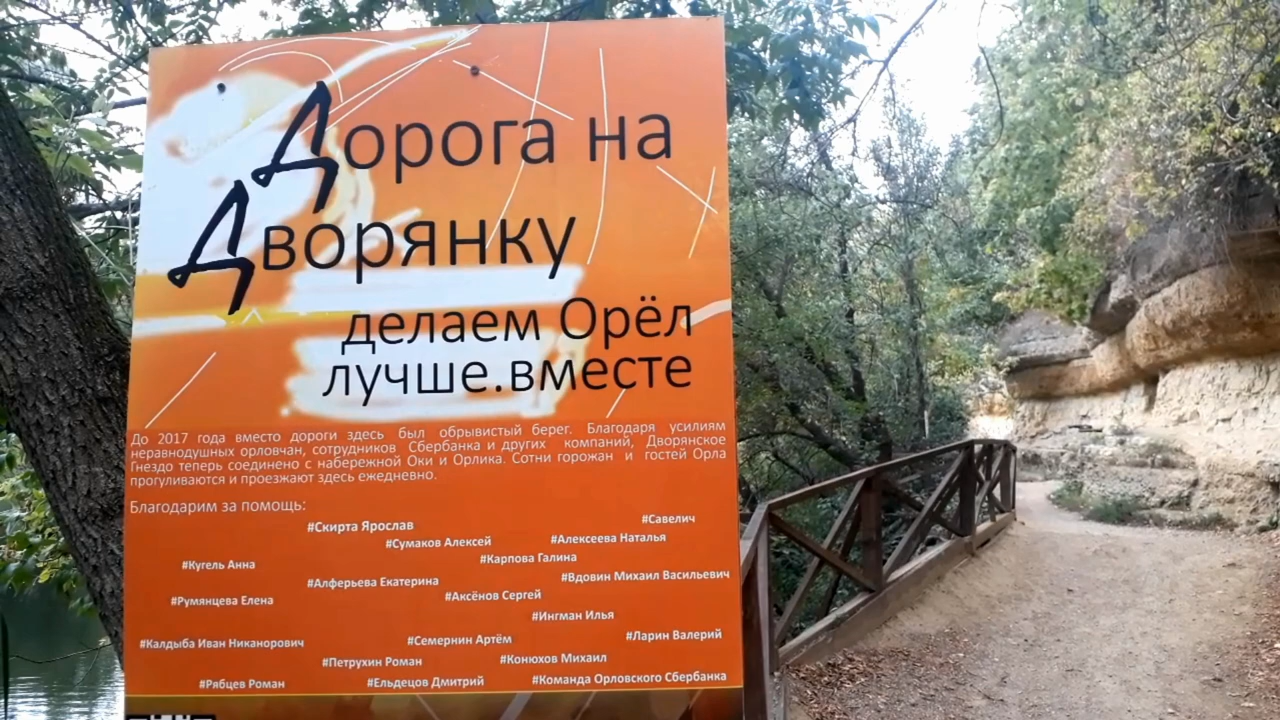 Дорога на
Дворянку
делаем Орёл
лучше.вместе
До 2017 года вместо дороги здесь был обрывистый берег. Благодаря усилиям
неравнодушных орловчан, сотрудников Сбербанка и других компаний, Дворянское
Гнездо теперь соединено с набережной Оки и Орлика. Сотни горожан и гостей Орла
прогуливаются и проезжают здесь ежедневно.
Благодарим за помощь:
#Скирта Ярослав #Савелич
#Сумаков Алексей #Алексеева Наталья
#Кугель Анна #Карпова Галина
#Алферьева Екатерина #Вдовин Михаил Васильевич
#Румянцева Елена #Аксёнов Сергей
#Ингман Илья
#Калдыба Иван Никанорович #Семернин Артём #Ларин Валерий
#Петрухин Роман #Конюхов Михаил
#Рябцев Роман #Ельдецов Дмитрий #Команда Орловского Сбербанка